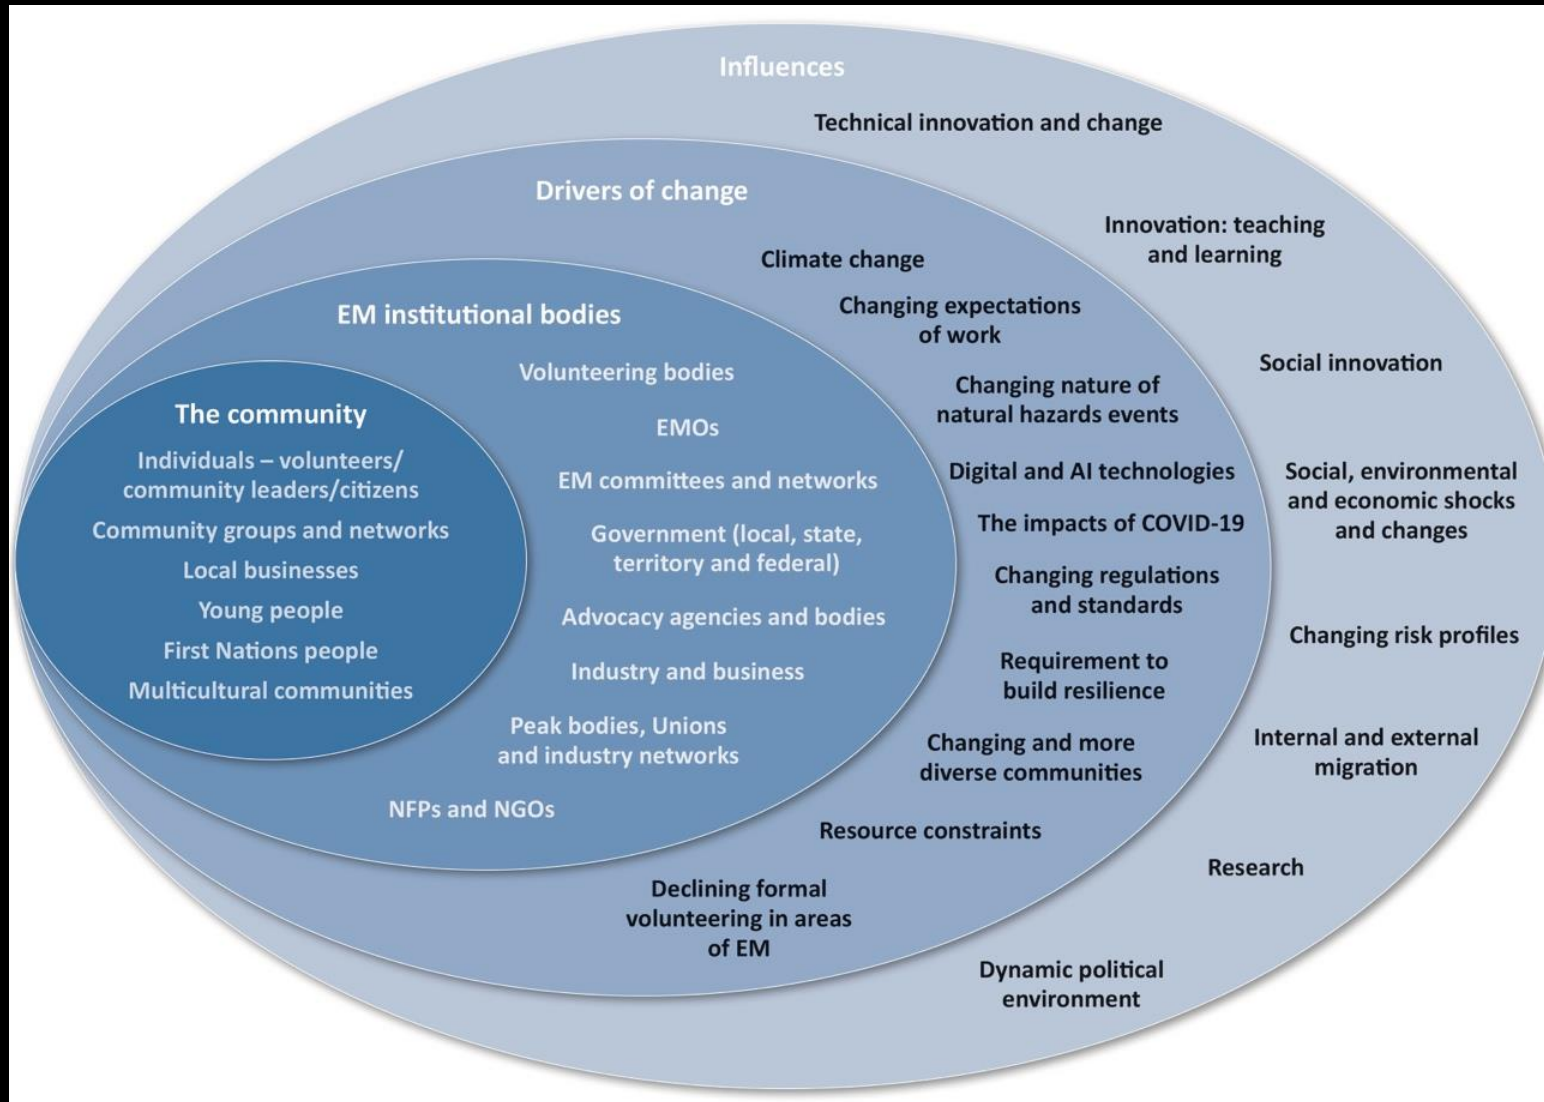 Influences
Technical innovation and change
Innovation: teaching
and learning
Social innovation
Social, environmental
and economic shocks
and changes
Changing risk profiles
Internal and external
migration
Research
Dynamic political
environment
Drivers of change
Climate change
Changing expectations
of work
Changing nature of
natural hazards events
Digital and AI technologies
The impacts of COVID-19
Changing regulations
and standards
Requirement to
build resilience
Changing and more
diverse communities
Resource constraints
Declining formal
volunteering in areas
of EM
EM institutional bodies
Volunteering bodies
EMOs
EM committees and networks
Government (local, state,
territory and federal)
Advocacy agencies and bodies
Industry and business
Peak bodies, Unions
and industry networks
NFPs and NGOs
The community
Individuals – volunteers/
community leaders/citizens
Community groups and networks
Local businesses
Young people
First Nations people
Multicultural communities